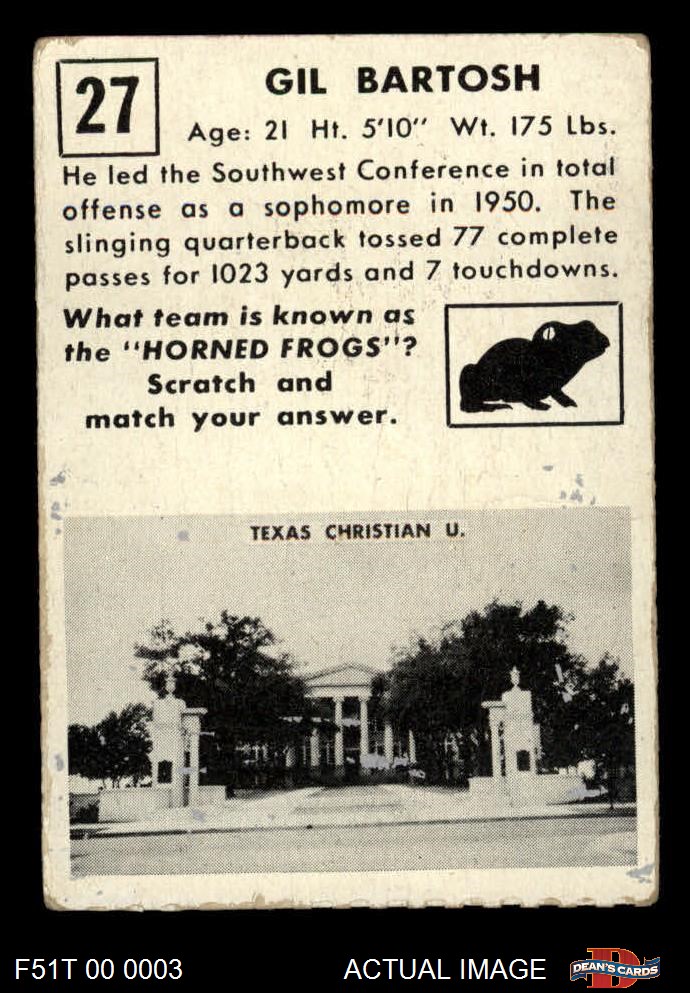 27
GIL BARTOSH
Age: 21 Ht. 5'10" Wt. 175 Lbs.
He led the Southwest Conference in total
offense as a sophomore in 1950. The
slinging quarterback tossed 77 complete
passes for 1023 yards and 7 touchdowns.
What team is known as
the "HORNED FROGS"?
Scratch and
match your answer.
TEXAS CHRISTIAN U.
F51T 00 0003
ACTUAL IMAGE
D
DEAN'S CARDS